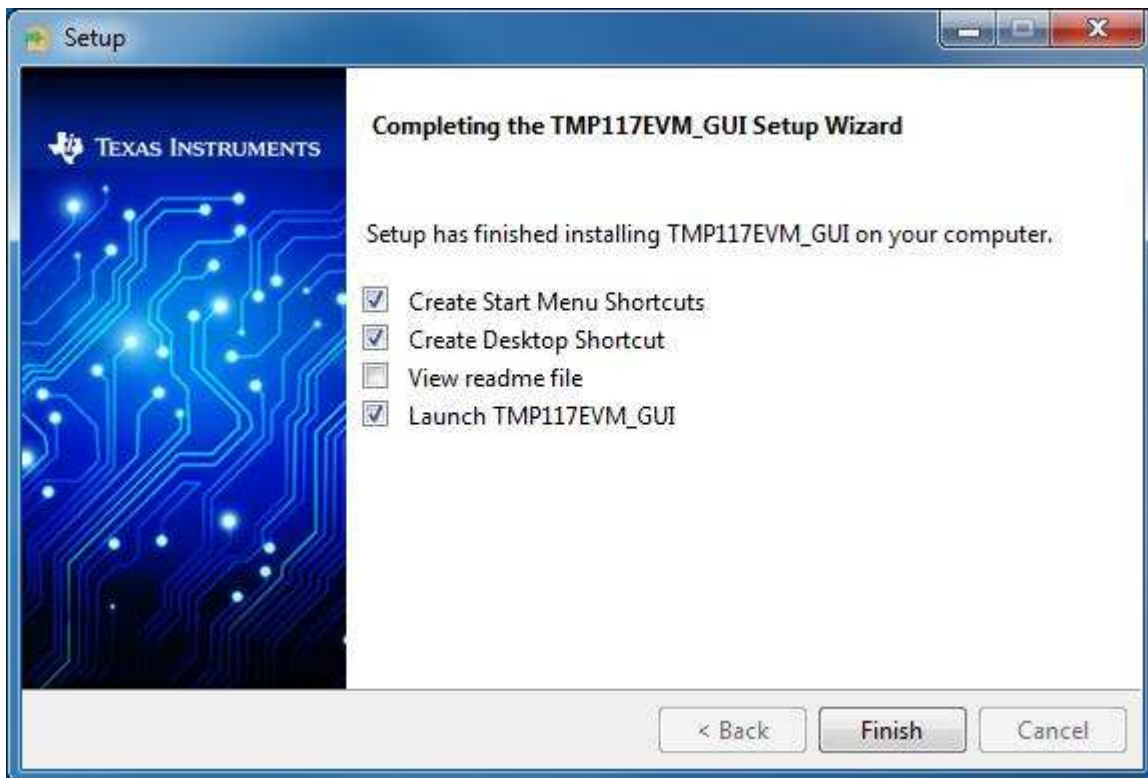 Setup
TEXAS INSTRUMENTS
Completing the TMP117EVM_GUI Setup Wizard
Setup has finished installing TMP117EVM_GUI on your computer.
Create Start Menu Shortcuts
Create Desktop Shortcut
View readme file
Launch TMP117EVM_GUI
< Back
Finish
Cancel